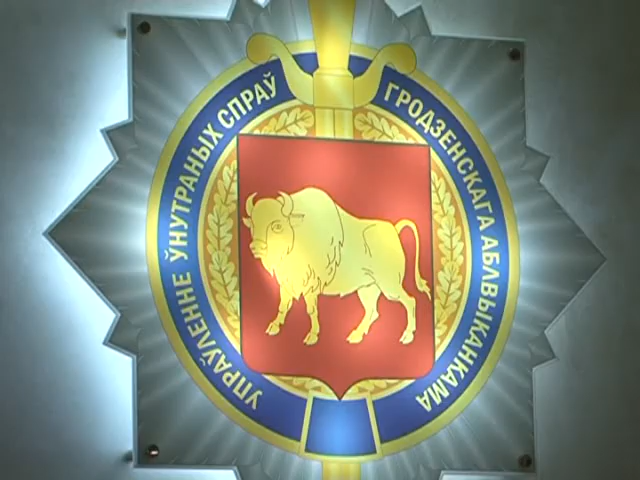 УПРАЎЛЕННЕ ЎНУТРАНЫХ СПРАЎ
ГРОДЗЕНСКАГА АБЛВЫКАНКАМА